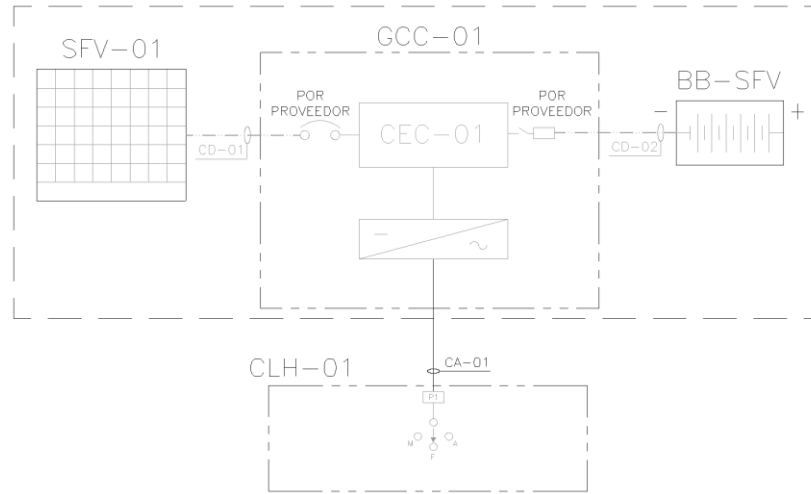 GCC-01
SFV-01
POR
PROVEEDOR
CEC-01
POR
PROVEEDOR
BB-SFV
- +
CD-01
CD-02
CA-01
CLH-01
P1
M
A
F